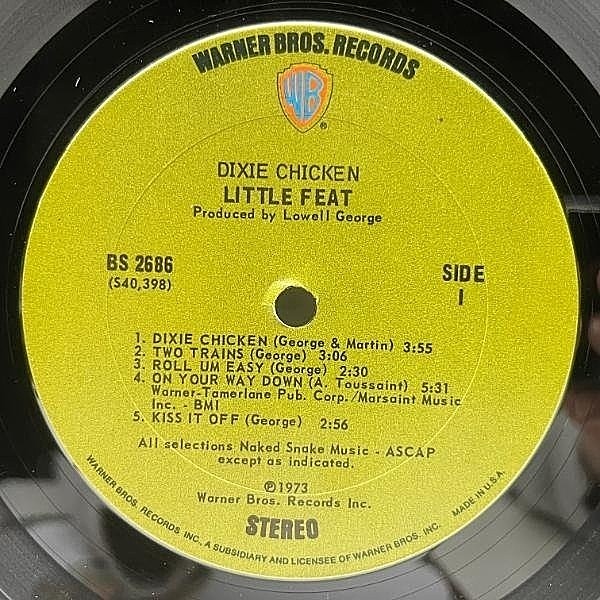 WARNER BROS. RECORDS
WB
®
DIXIE CHICKEN
LITTLE FEAT
Produced by Lowell George
BS 2686
(S40,398)
SIDE
1
1. DIXIE CHICKEN (George & Martin) 3:55
2. TWO TRAINS (George) 3:06
3. ROLL UM EASY (George) 2:30
4. ON YOUR WAY DOWN (A. Toussaint) 5:31
Warner-Tamerlane Pub. Corp./Marsaint Music
Inc. - BMI
5. KISS IT OFF (George) 2:56
All selections Naked Snake Music - ASCAP
except as indicated.
℗1973
Warner Bros. Records Inc.
STEREO
WARNER BROS. RECORDS INC., A SUBSIDIARY AND LICENSEE OF WARNER BROS. INC. MADE IN U.S.A.